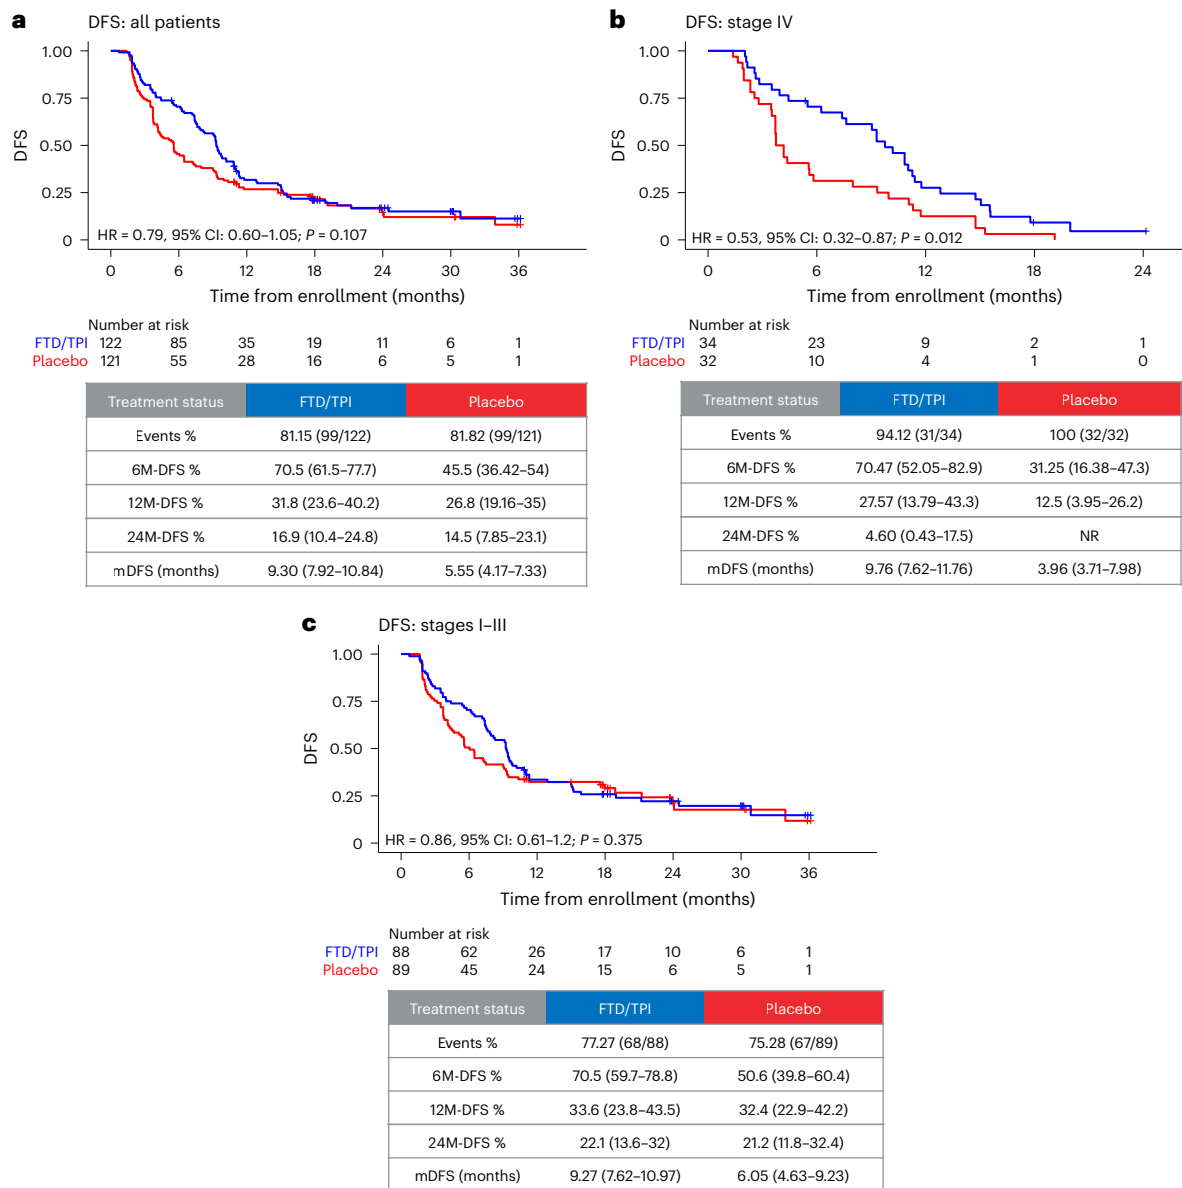 a DFS: all patients
1.00
0.75
0.50
0.25
0
DFS
HR = 0.79, 95% CI: 0.60–1.05; P = 0.107
0 6 12 18 24 30 36
Time from enrollment (months)
Number at risk
FTD/TPI 122 85 35 19 11 6 1
Placebo 121 55 28 16 6 5 1
Treatment status FTD/TPI Placebo
Events % 81.15 (99/122) 81.82 (99/121)
6M-DFS % 70.5 (61.5–77.7) 45.5 (36.42–54)
12M-DFS % 31.8 (23.6–40.2) 26.8 (19.16–35)
24M-DFS % 16.9 (10.4–24.8) 14.5 (7.85–23.1)
mDFS (months) 9.30 (7.92–10.84) 5.55 (4.17–7.33)
b DFS: stage IV
1.00
0.75
0.50
0.25
0
DFS
HR = 0.53, 95% CI: 0.32–0.87; P = 0.012
0 6 12 18 24
Time from enrollment (months)
Number at risk
FTD/TPI 34 23 9 2 1
Placebo 32 10 4 1 0
Treatment status FTD/TPI Placebo
Events % 94.12 (31/34) 100 (32/32)
6M-DFS % 70.47 (52.05–82.9) 31.25 (16.38–47.3)
12M-DFS % 27.57 (13.79–43.3) 12.5 (3.95–26.2)
24M-DFS % 4.60 (0.43–17.5) NR
mDFS (months) 9.76 (7.62–11.76) 3.96 (3.71–7.98)
c DFS: stages I–III
1.00
0.75
0.50
0.25
0
DFS
HR = 0.86, 95% CI: 0.61–1.2; P = 0.375
0 6 12 18 24 30 36
Time from enrollment (months)
Number at risk
FTD/TPI 88 62 26 17 10 6 1
Placebo 89 45 24 15 6 5 1
Treatment status FTD/TPI Placebo
Events % 77.27 (68/88) 75.28 (67/89)
6M-DFS % 70.5 (59.7–78.8) 50.6 (39.8–60.4)
12M-DFS % 33.6 (23.8–43.5) 32.4 (22.9–42.2)
24M-DFS % 22.1 (13.6–32) 21.2 (11.8–32.4)
mDFS (months) 9.27 (7.62–10.97) 6.05 (4.63–9.23)